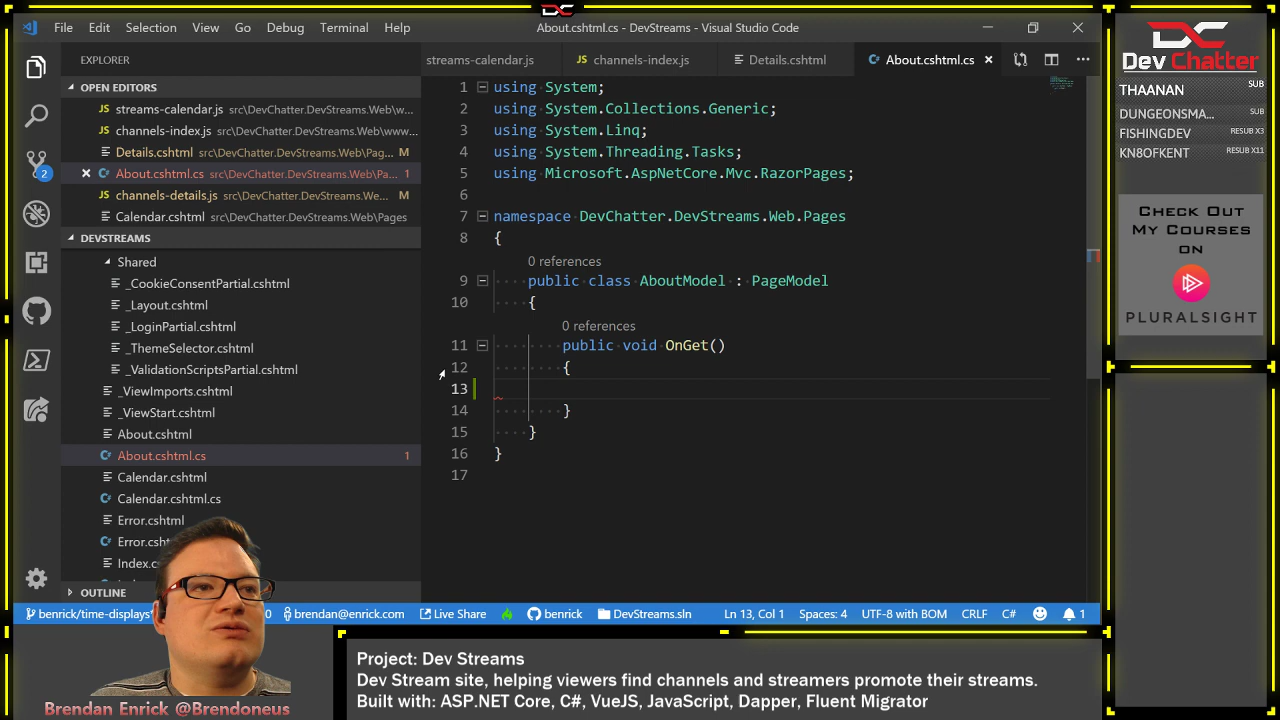 File Edit Selection View Go Debug Terminal Help
About.cshtml.cs - DevStreams - Visual Studio Code
EXPLORER
streams-calendar.js channels-index.js Details.cshtml About.cshtml.cs
OPEN EDITORS
streams-calendar.js src\DevChatter.DevStreams.Web\w...
channels-index.js src\DevChatter.DevStreams.Web\www...
Details.cshtml src\DevChatter.DevStreams.Web\Pag... M
About.cshtml.cs src\DevChatter.DevStreams.Web\Pa... 1
channels-details.js src\DevChatter.DevStreams.We... M
Calendar.cshtml src\DevChatter.DevStreams.Web\Pages
2
DEVSTREAMS
Shared
_CookieConsentPartial.cshtml
_Layout.cshtml
_LoginPartial.cshtml
_ThemeSelector.cshtml
_ValidationScriptsPartial.cshtml
_ViewImports.cshtml
_ViewStart.cshtml
About.cshtml
About.cshtml.cs 1
Calendar.cshtml
Calendar.cshtml.cs
Error.cshtml
Error.csh
Index.c
OUTLINE
1 using System;
2 using System.Collections.Generic;
3 using System.Linq;
4 using System.Threading.Tasks;
5 using Microsoft.AspNetCore.Mvc.RazorPages;
6
7 namespace DevChatter.DevStreams.Web.Pages
8 {
0 references
9 public class AboutModel : PageModel
10 {
0 references
11 public void OnGet()
12 {
13
14 }
15 }
16 }
17
benrick/time-displays* 0 brendan@enrick.com Live Share benrick DevStreams.sln Ln 13, Col 1 Spaces: 4 UTF-8 with BOM CRLF C# 1
DC
DC
Dev Chatter
THAANAN SUB
DUNGEONSMA... SUB
FISHINGDEV RESUB X3
KN8OFKENT RESUB X11
CHECK OUT
MY COURSES
ON
PLURALSIGHT
Project: Dev Streams
Dev Stream site, helping viewers find channels and streamers promote their streams.
Built with: ASP.NET Core, C#, VueJS, JavaScript, Dapper, Fluent Migrator
Brendan Enrick @Brendoneus